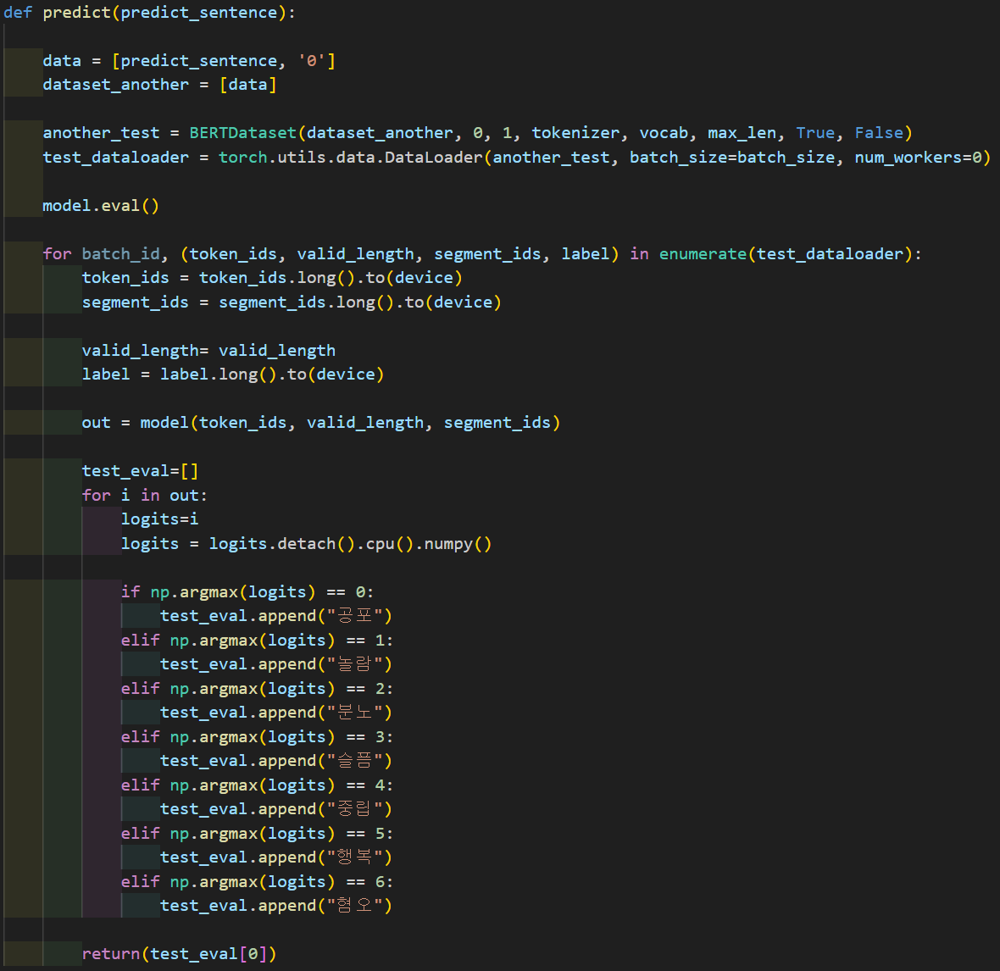 def predict(predict_sentence):
data = [predict_sentence, '0']
dataset_another = [data]
another_test = BERTDataset(dataset_another, 0, 1, tokenizer, vocab, max_len, True, False)
test_dataloader = torch.utils.data.DataLoader(another_test, batch_size=batch_size, num_workers=0)
model.eval()
for batch_id, (token_ids, valid_length, segment_ids, label) in enumerate(test_dataloader):
token_ids = token_ids.long().to(device)
segment_ids = segment_ids.long().to(device)
valid_length= valid_length
label = label.long().to(device)
out = model(token_ids, valid_length, segment_ids)
test_eval=[]
for i in out:
logits=i
logits = logits.detach().cpu().numpy()
if np.argmax(logits) == 0:
test_eval.append("공포")
elif np.argmax(logits) == 1:
test_eval.append("놀람")
elif np.argmax(logits) == 2:
test_eval.append("분노")
elif np.argmax(logits) == 3:
test_eval.append("슬픔")
elif np.argmax(logits) == 4:
test_eval.append("중립")
elif np.argmax(logits) == 5:
test_eval.append("행복")
elif np.argmax(logits) == 6:
test_eval.append("혐오")
return(test_eval[0])